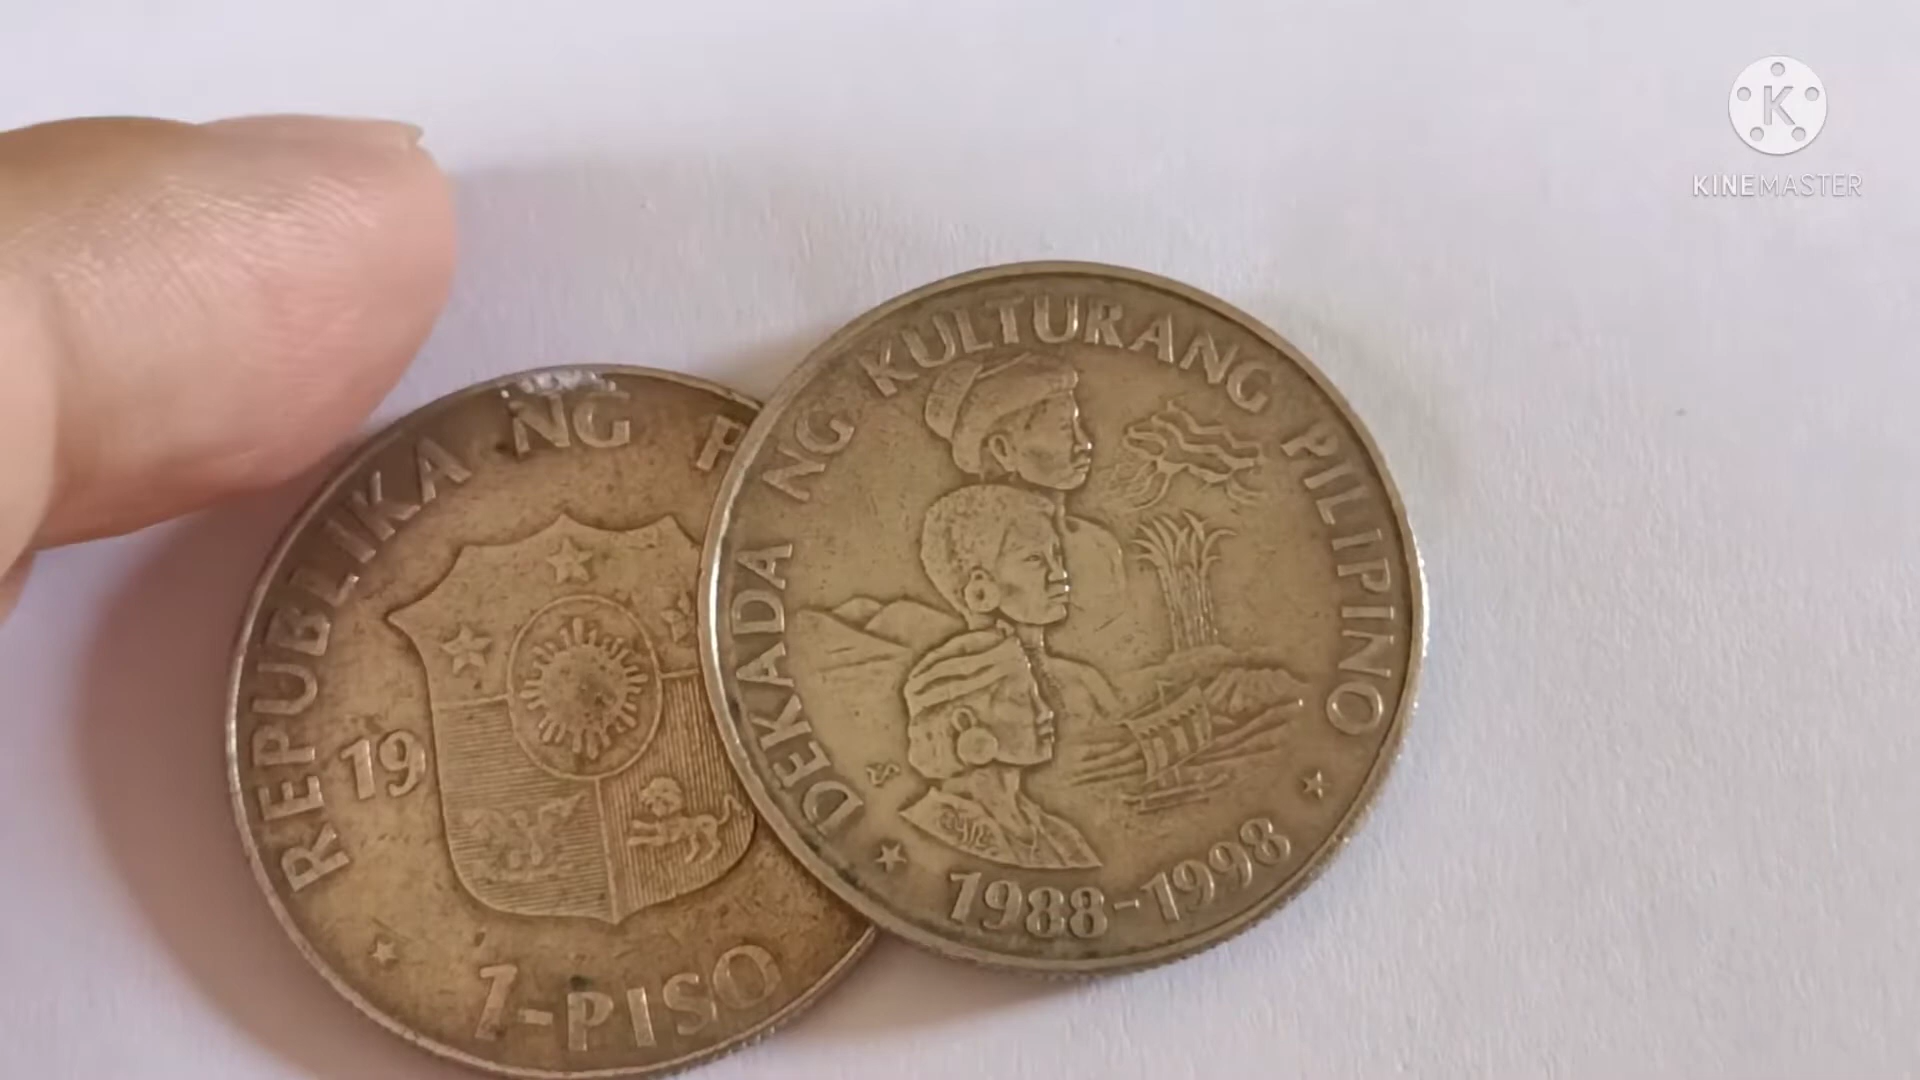 KINEMASTER
REPUBLIKA NG P
19
1-PISO
DEKADA NG KULTURANG PILIPINO
1988-1998